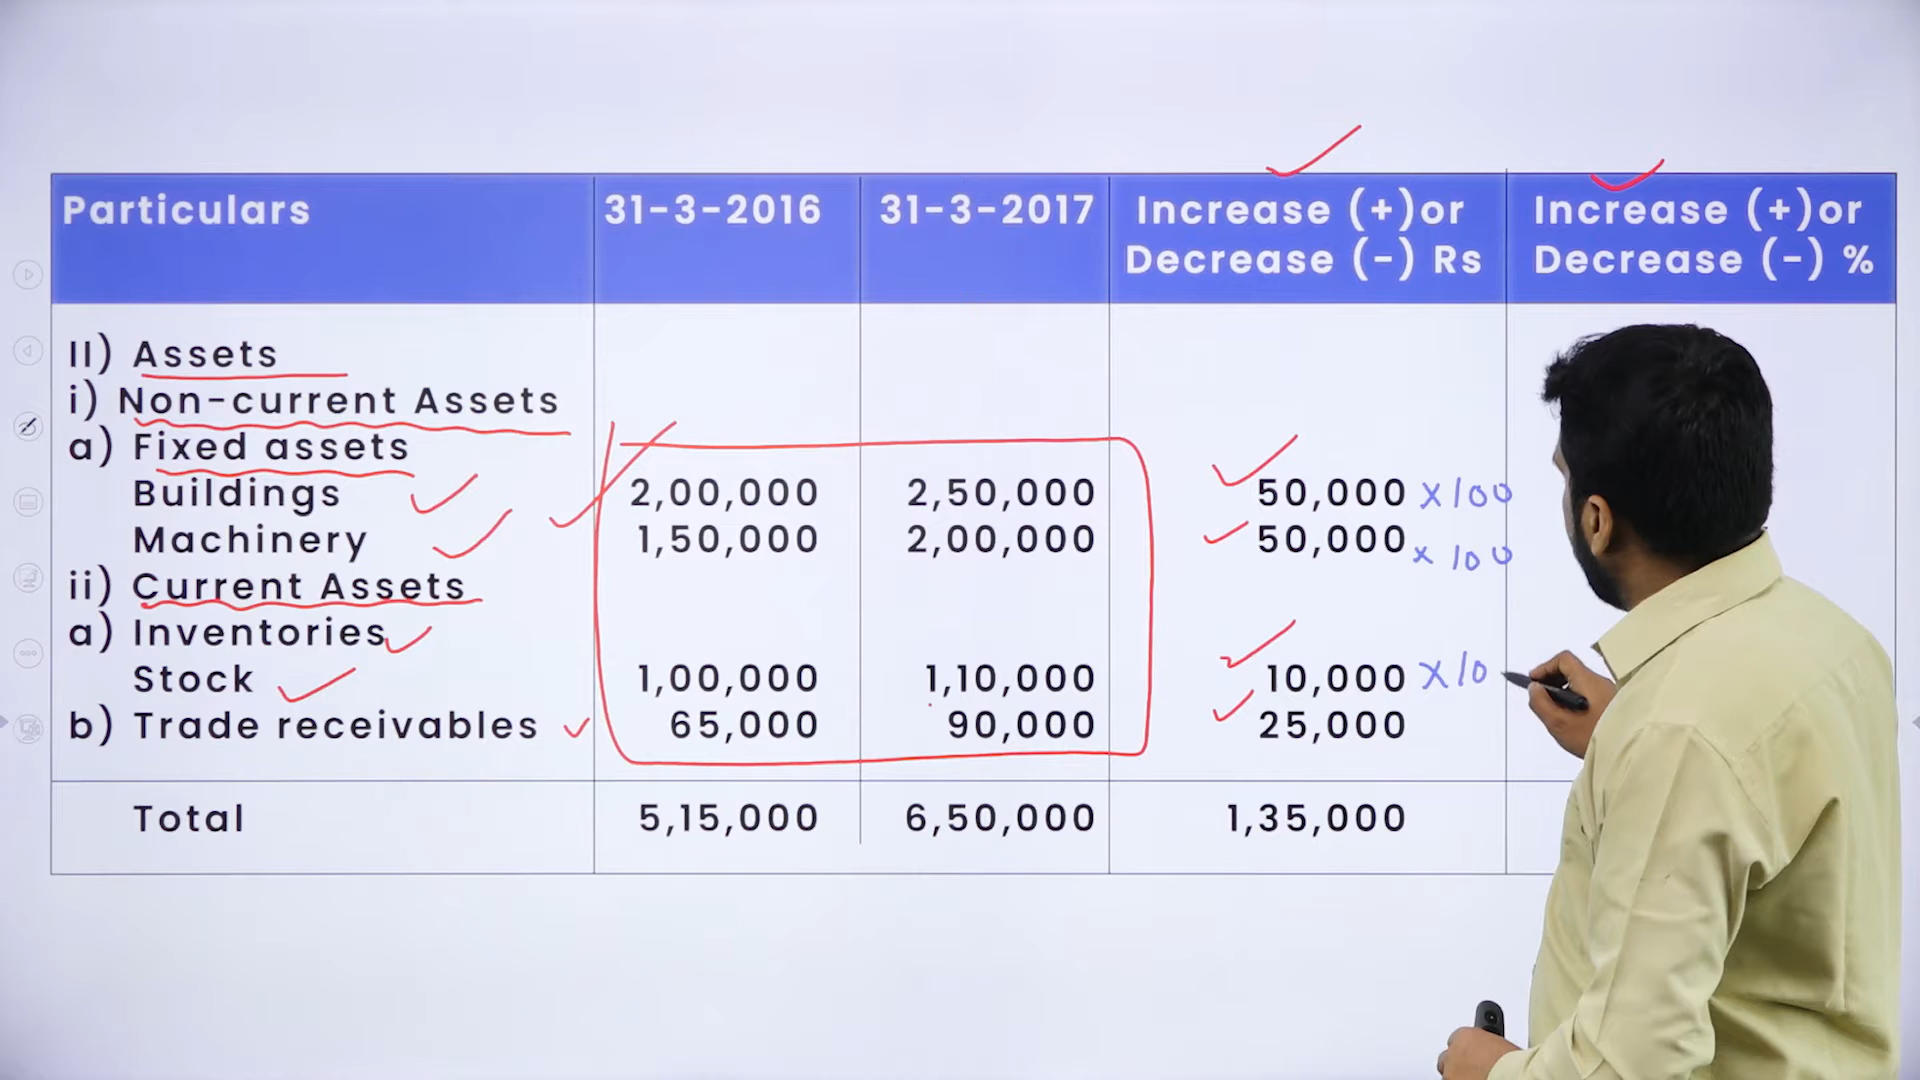 Particulars 31-3-2016 31-3-2017 Increase (+)or Decrease (-) Rs Increase (+)or Decrease (-) %
II) Assets
i) Non-current Assets
a) Fixed assets
Buildings 2,00,000 2,50,000 50,000 x100
Machinery 1,50,000 2,00,000 50,000 x 100
ii) Current Assets
a) Inventories
Stock 1,00,000 1,10,000 10,000 x10
b) Trade receivables 65,000 90,000 25,000
Total 5,15,000 6,50,000 1,35,000